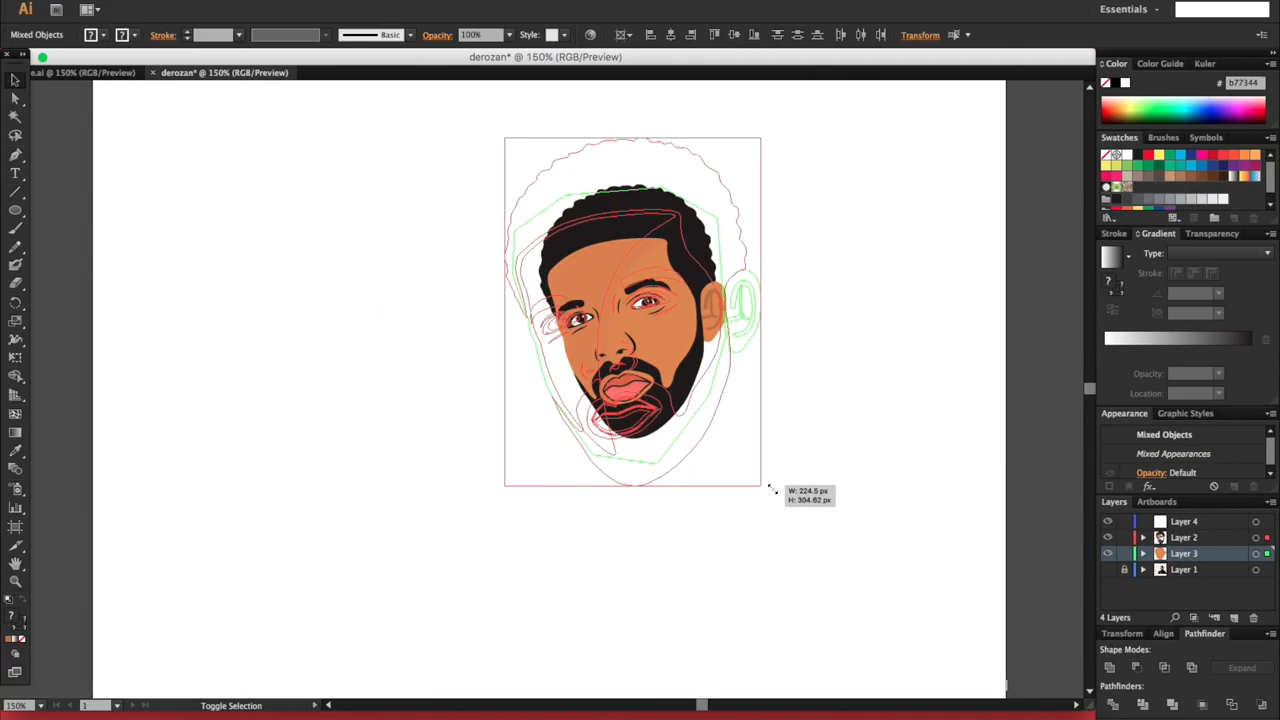 Ai Br Essentials
Mixed Objects ? ? Stroke: Basic Opacity: 100% Style: Transform
derozan* @ 150% (RGB/Preview)
e.ai @ 150% (RGB/Preview) × derozan* @ 150% (RGB/Preview)
Color Color Guide Kuler
# b77344
Swatches Brushes Symbols
Stroke Gradient Transparency
Type:
Stroke:
Opacity:
Location:
Appearance Graphic Styles
Mixed Objects
Mixed Appearances
Opacity: Default
fx
W: 224.5 px
H: 304.62 px
Layers Artboards
Layer 4
Layer 2
Layer 3
Layer 1
4 Layers
Transform Align Pathfinder
Shape Modes:
Expand
Pathfinders:
150% 1 Toggle Selection